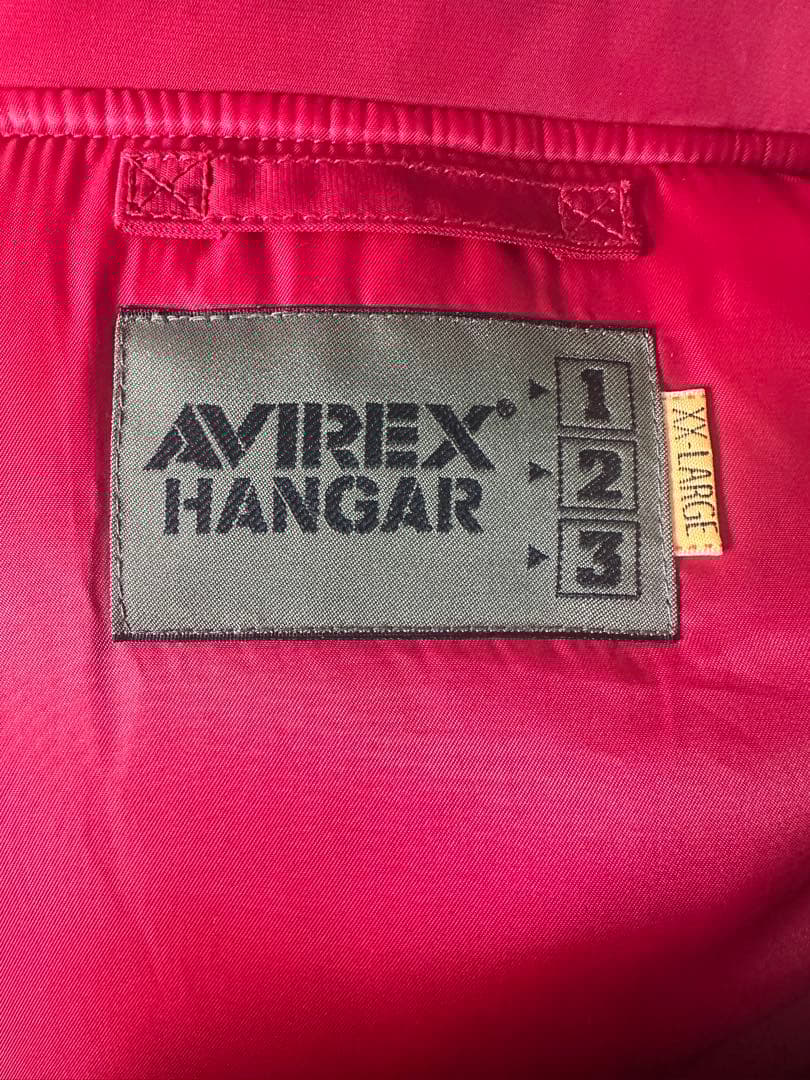 AVIREX®
HANGAR
1
2
3
XX-LARGE